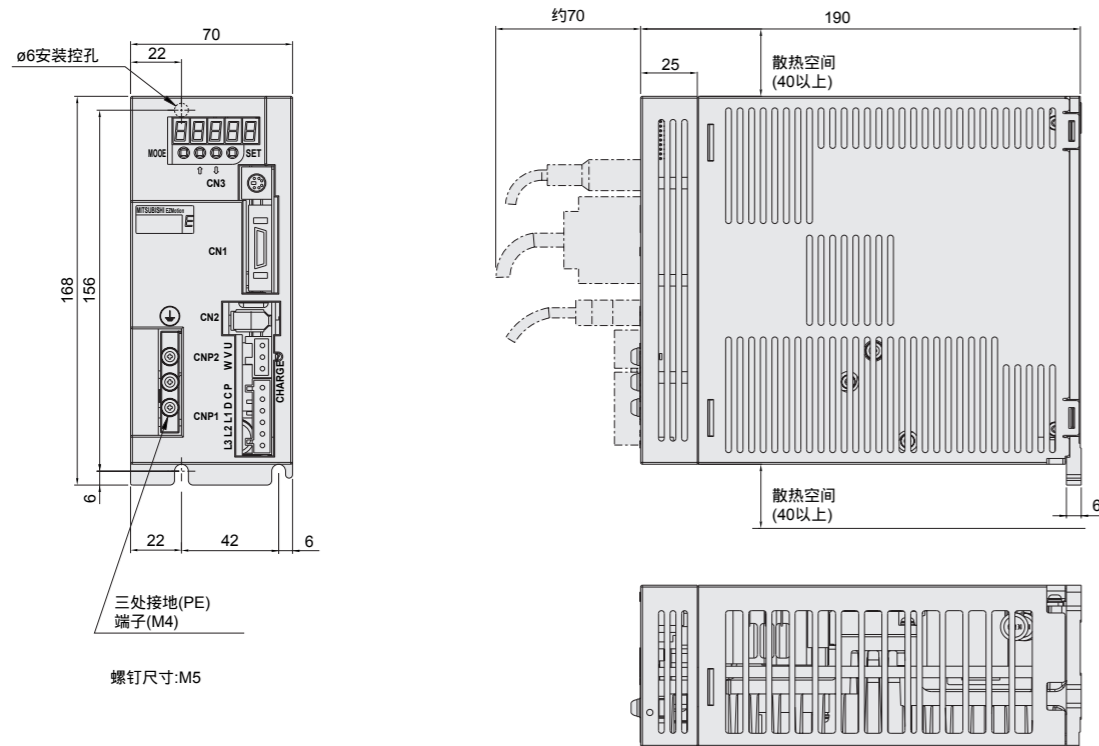 70
22
ø6安装控孔
MOOE
SET
CN3
MITSUBISHI EZMotion
E
CN1
168
156
CN2
CNP2
W V U
CHARGE
CNP1
L3 L2 L1 D C P
6
22
42
6
三处接地(PE)
端子(M4)
螺钉尺寸:M5
约70
190
25
散热空间
(40以上)
散热空间
(40以上)
6